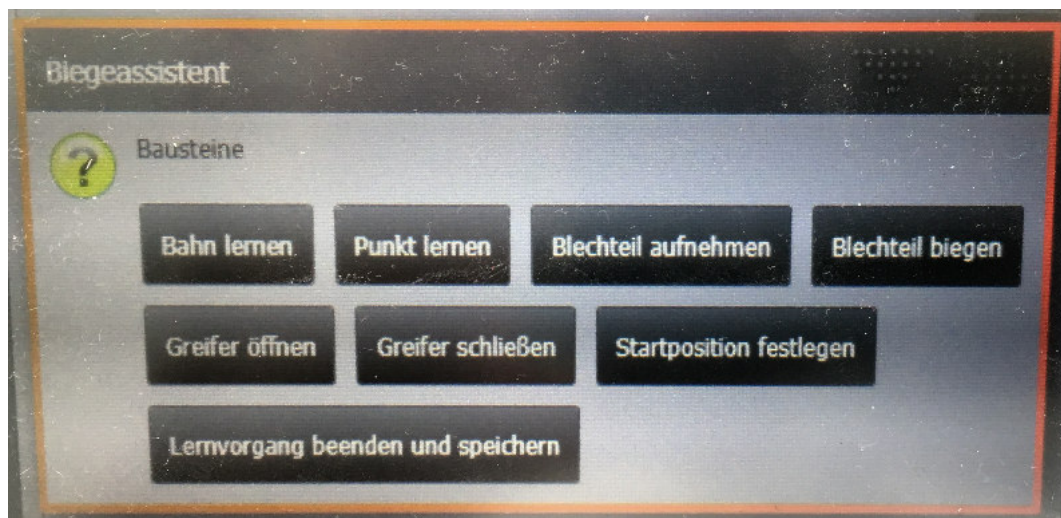 Biegeassistent
?
Bausteine
Bahn lernen
Punkt lernen
Blechteil aufnehmen
Blechteil biegen
Greifer öffnen
Greifer schließen
Startposition festlegen
Lernvorgang beenden und speichern